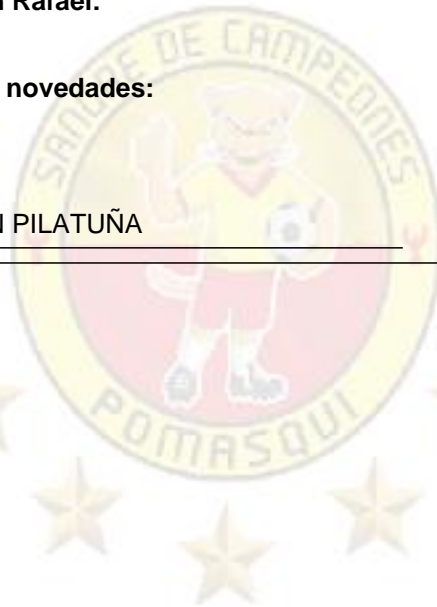 Rafael.
novedades:
PILATUÑA
SANGRE DE CAMPEONES
POMASQUI